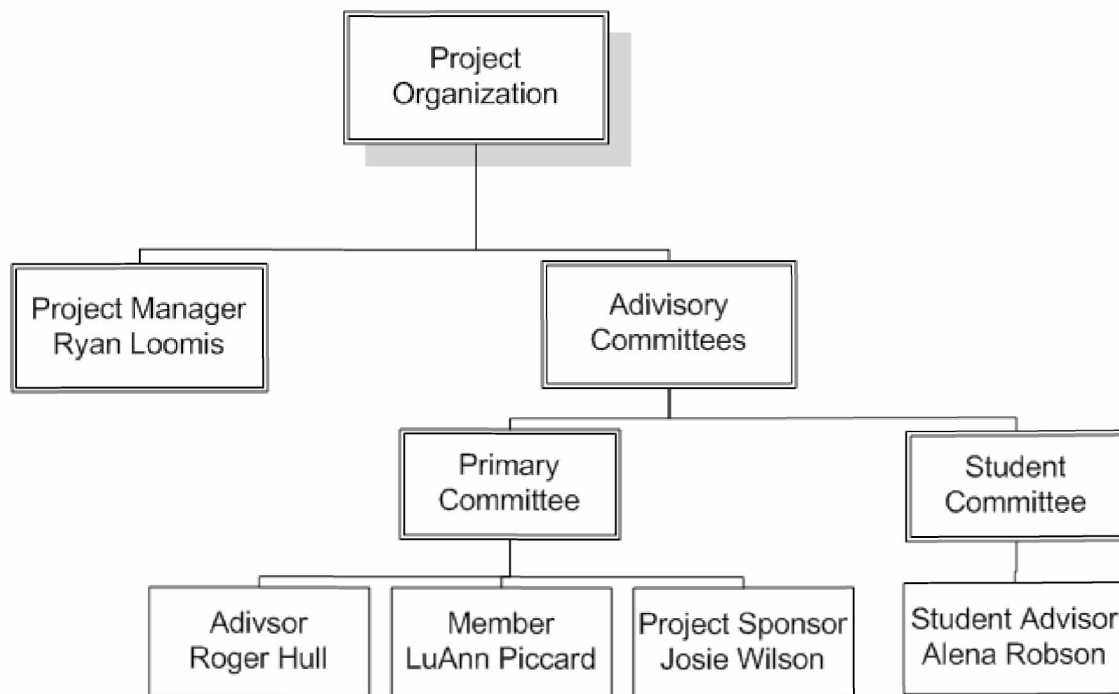 Project
Organization
Project Manager
Ryan Loomis
Adivisory
Committees
Primary
Committee
Student
Committee
Adivsor
Roger Hull
Member
LuAnn Piccard
Project Sponsor
Josie Wilson
Student Advisor
Alena Robson